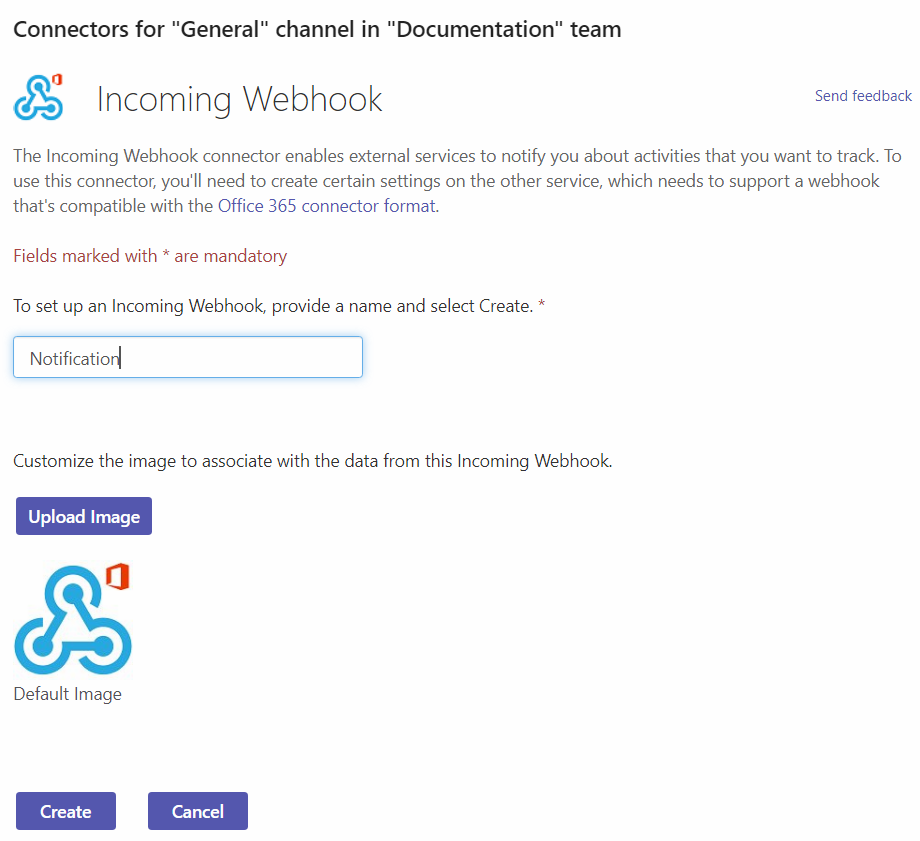 Connectors for "General" channel in "Documentation" team
Incoming Webhook
Send feedback
The Incoming Webhook connector enables external services to notify you about activities that you want to track. To
use this connector, you'll need to create certain settings on the other service, which needs to support a webhook
that's compatible with the Office 365 connector format.
Fields marked with * are mandatory
To set up an Incoming Webhook, provide a name and select Create. *
Notification
Customize the image to associate with the data from this Incoming Webhook.
Upload Image
Default Image
Create
Cancel